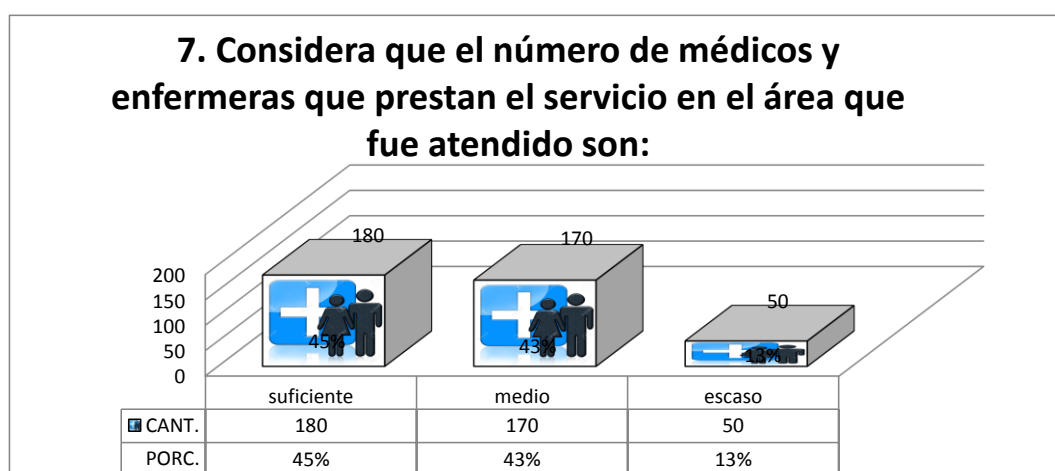 7. Considera que el número de médicos y
enfermeras que prestan el servicio en el área que
fue atendido son:
180
170
50
200
150
100
50
0
45%
43%
13%
suficiente medio escaso
CANT. 180 170 50
PORC. 45% 43% 13%